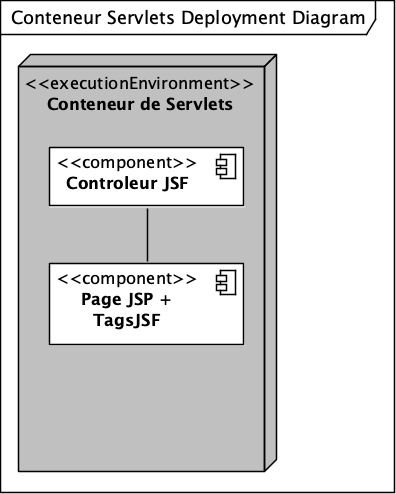 Conteneur Servlets Deployment Diagram
<<executionEnvironment>>
Conteneur de Servlets
<<component>>
Controleur JSF
<<component>>
Page JSP +
TagsJSF